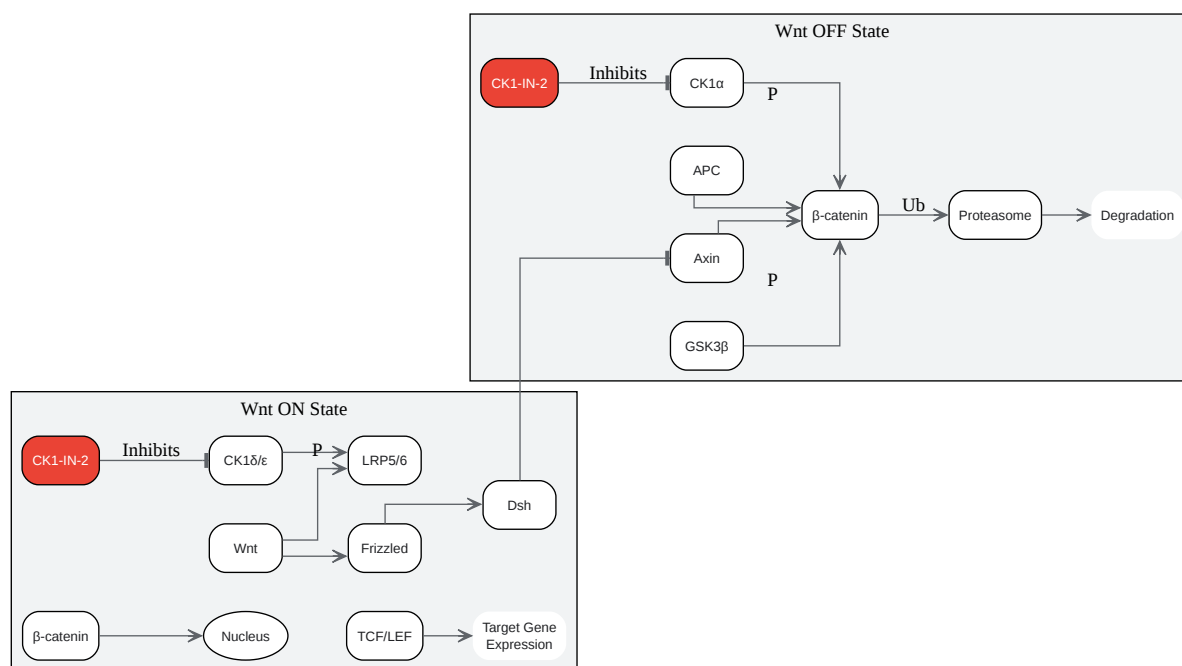 Wnt OFF State
CK1-IN-2
Inhibits
CK1α
P
APC
β-catenin
Ub
Proteasome
Degradation
Axin
P
GSK3β
Wnt ON State
CK1-IN-2
Inhibits
CK1δ/ε
P
LRP5/6
Dsh
Wnt
Frizzled
β-catenin
Nucleus
TCF/LEF
Target Gene
Expression